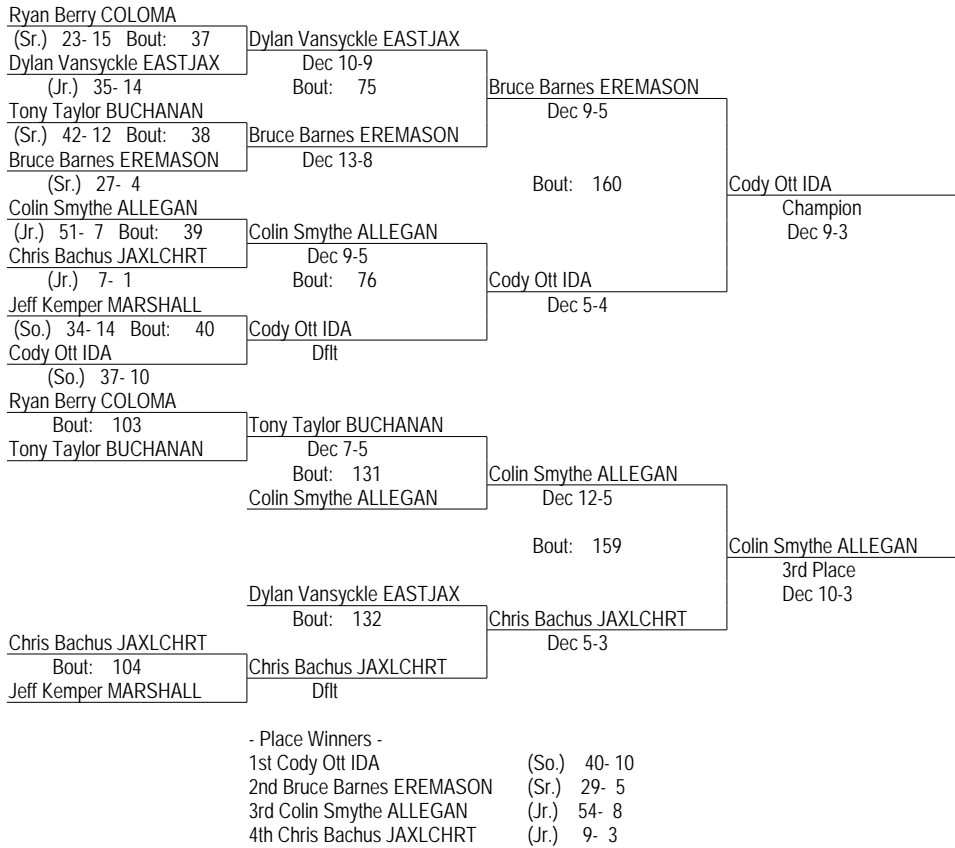 Ryan Berry COLOMA
(Sr.) 23- 15 Bout: 37 Dylan Vansyckle EASTJAX
Dylan Vansyckle EASTJAX Dec 10-9
(Jr.) 35- 14 Bout: 75 Bruce Barnes EREMASON
Tony Taylor BUCHANAN Dec 9-5
(Sr.) 42- 12 Bout: 38 Bruce Barnes EREMASON
Bruce Barnes EREMASON Dec 13-8
(Sr.) 27- 4 Bout: 160 Cody Ott IDA
Colin Smythe ALLEGAN Champion
(Jr.) 51- 7 Bout: 39 Colin Smythe ALLEGAN Dec 9-3
Chris Bachus JAXLCHRT Dec 9-5
(Jr.) 7- 1 Bout: 76 Cody Ott IDA
Jeff Kemper MARSHALL Dec 5-4
(So.) 34- 14 Bout: 40 Cody Ott IDA
Cody Ott IDA Dflt
(So.) 37- 10
Ryan Berry COLOMA
Bout: 103 Tony Taylor BUCHANAN
Tony Taylor BUCHANAN Dec 7-5
Bout: 131 Colin Smythe ALLEGAN
Colin Smythe ALLEGAN Dec 12-5
Bout: 159 Colin Smythe ALLEGAN
3rd Place
Dylan Vansyckle EASTJAX Dec 10-3
Bout: 132 Chris Bachus JAXLCHRT
Chris Bachus JAXLCHRT Dec 5-3
Bout: 104 Chris Bachus JAXLCHRT
Jeff Kemper MARSHALL Dflt
- Place Winners -
1st Cody Ott IDA (So.) 40- 10
2nd Bruce Barnes EREMASON (Sr.) 29- 5
3rd Colin Smythe ALLEGAN (Jr.) 54- 8
4th Chris Bachus JAXLCHRT (Jr.) 9- 3